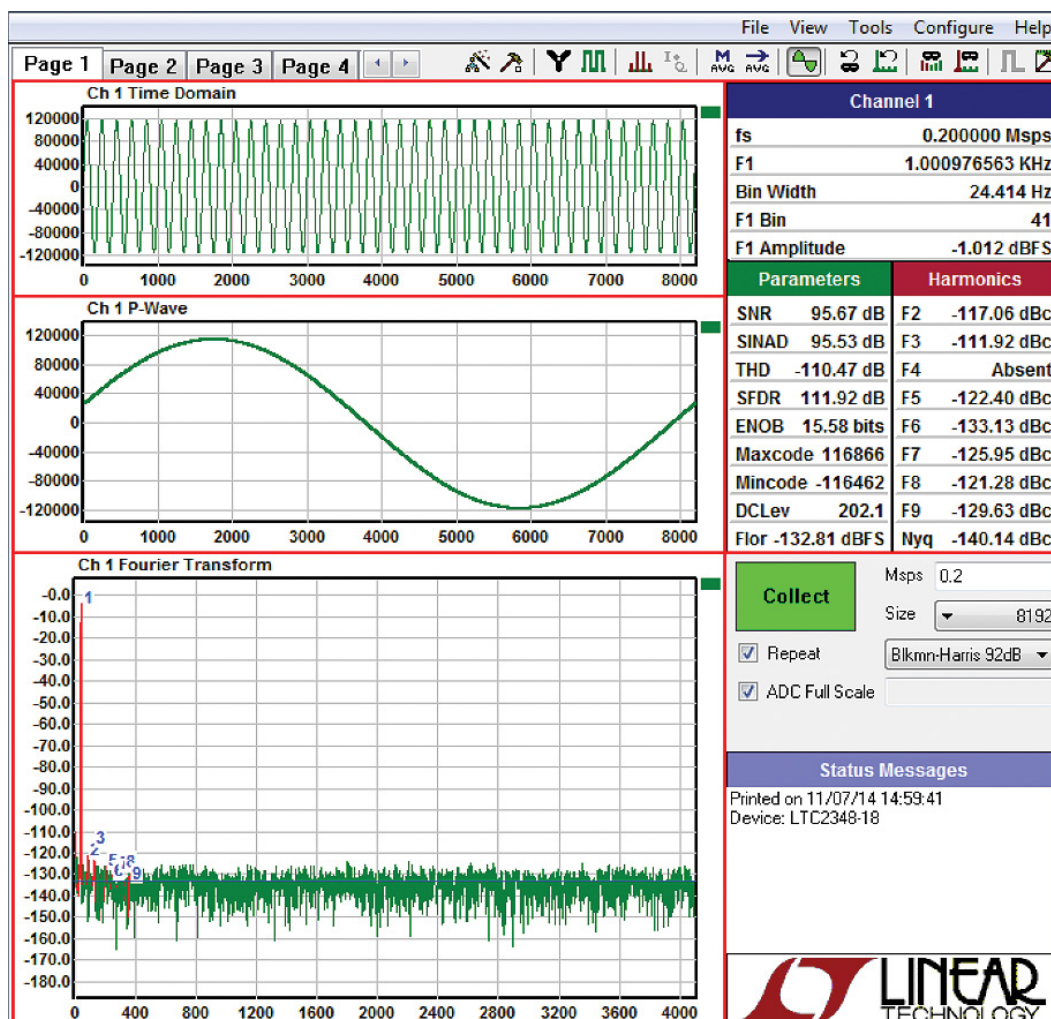 File View Tools Configure Help
Page 1 Page 2 Page 3 Page 4
M AVG AVG
Ch 1 Time Domain
120000
80000
40000
0
-40000
-80000
-120000
0 1000 2000 3000 4000 5000 6000 7000 8000
Ch 1 P-Wave
120000
80000
40000
0
-40000
-80000
-120000
0 1000 2000 3000 4000 5000 6000 7000 8000
Ch 1 Fourier Transform
-0.0
-10.0
-20.0
-30.0
-40.0
-50.0
-60.0
-70.0
-80.0
-90.0
-100.0
-110.0
-120.0
-130.0
-140.0
-150.0
-160.0
-170.0
-180.0
1
2 3 5 6 7 8 9
0 400 800 1200 1600 2000 2400 2800 3200 3600 4000
Channel 1
fs 0.200000 Msps
F1 1.000976563 KHz
Bin Width 24.414 Hz
F1 Bin 41
F1 Amplitude -1.012 dBFS
Parameters Harmonics
SNR 95.67 dB F2 -117.06 dBc
SINAD 95.53 dB F3 -111.92 dBc
THD -110.47 dB F4 Absent
SFDR 111.92 dB F5 -122.40 dBc
ENOB 15.58 bits F6 -133.13 dBc
Maxcode 116866 F7 -125.95 dBc
Mincode -116462 F8 -121.28 dBc
DCLev 202.1 F9 -129.63 dBc
Flor -132.81 dBFS Nyq -140.14 dBc
Collect
Msps 0.2
Size 8192
Repeat Blkmn-Harris 92dB
ADC Full Scale
Status Messages
Printed on 11/07/14 14:59:41
Device: LTC2348-18
LINEAR
TECHNOLOGY